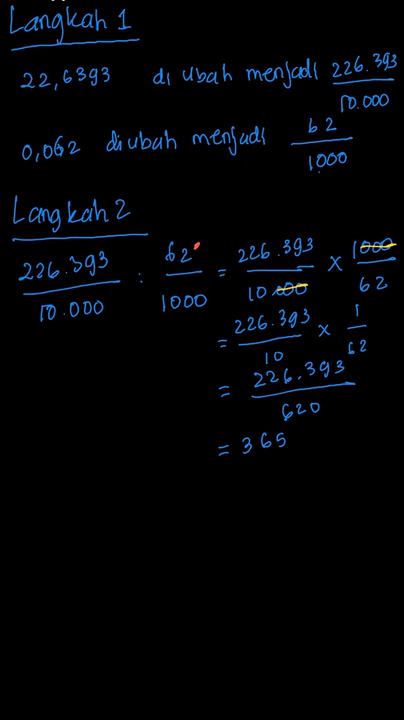 Langkah 1
22,6393 di ubah menjadi 226.393/10.000
0,062 diubah menjadi 62/1000
Langkah 2
226.393/10.000 : 62/1000 = 226.393/10.000 × 1000/62
= 226.393/10 × 1/62
= 226.393/620
= 365